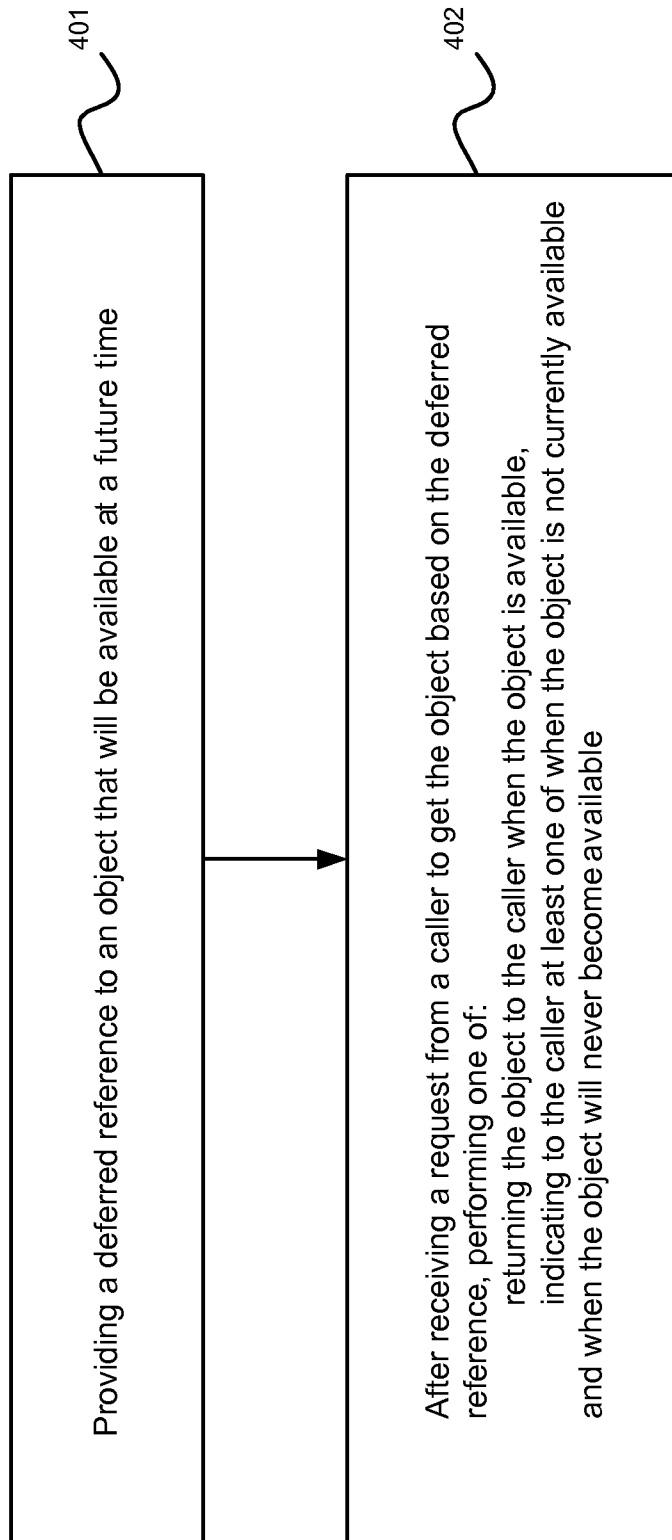 401
Providing a deferred reference to an object that will be available at a future time
402
After receiving a request from a caller to get the object based on the deferred
reference, performing one of:
returning the object to the caller when the object is available,
indicating to the caller at least one of when the object is not currently available
and when the object will never become available